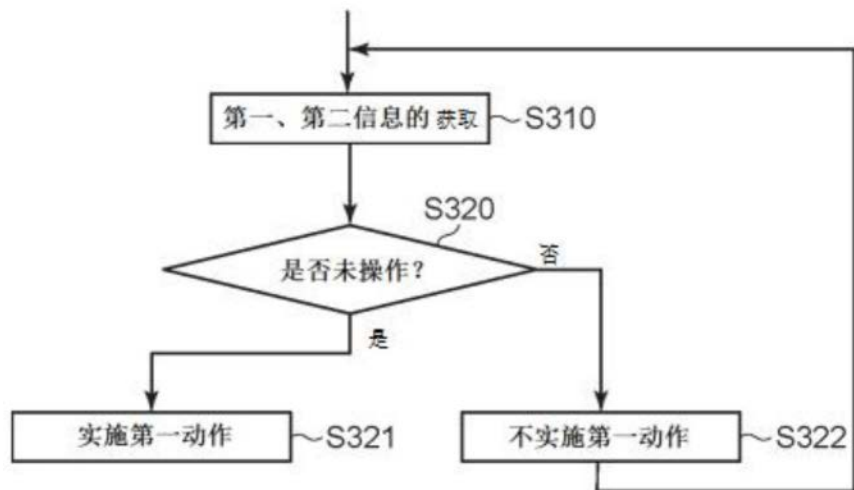 第一、第二信息的 获取 S310
S320
是否未操作?
否
是
实施第一动作 S321
不实施第一动作 S322